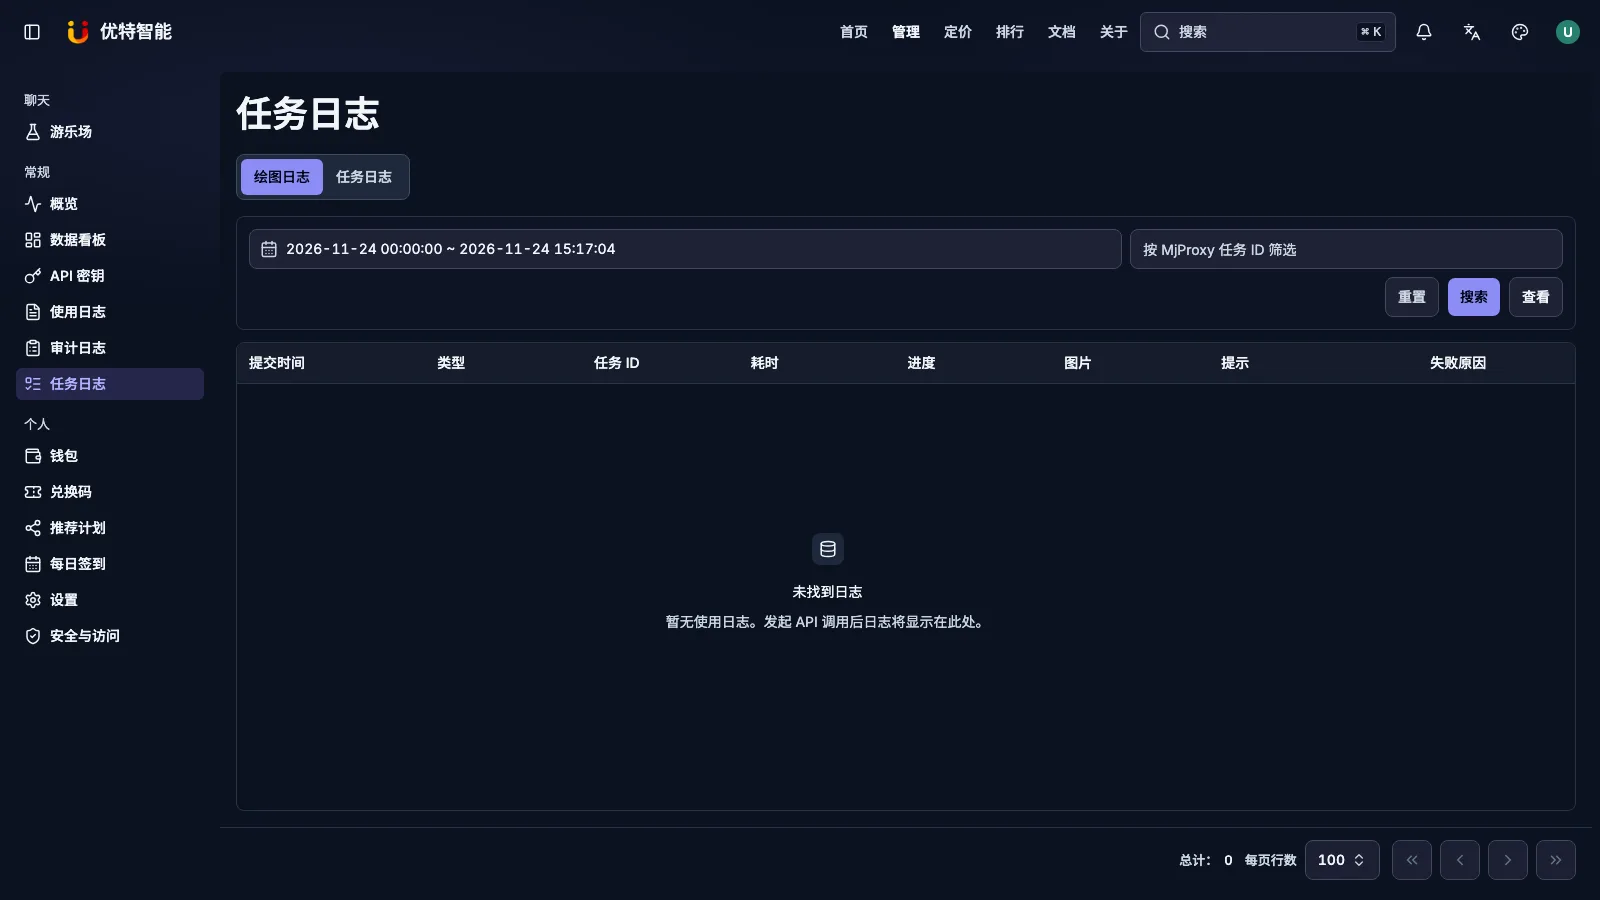 优特智能
首页 管理 定价 排行 文档 关于 搜索 ⌘ K U
聊天
游乐场
常规
概览
数据看板
API 密钥
使用日志
审计日志
任务日志
个人
钱包
兑换码
推荐计划
每日签到
设置
安全与访问
任务日志
绘图日志 任务日志
2026-11-24 00:00:00 ~ 2026-11-24 15:17:04 按 MjProxy 任务 ID 筛选
重置 搜索 查看
提交时间 类型 任务 ID 耗时 进度 图片 提示 失败原因
未找到日志
暂无使用日志。发起 API 调用后日志将显示在此处。
总计： 0 每页行数 100